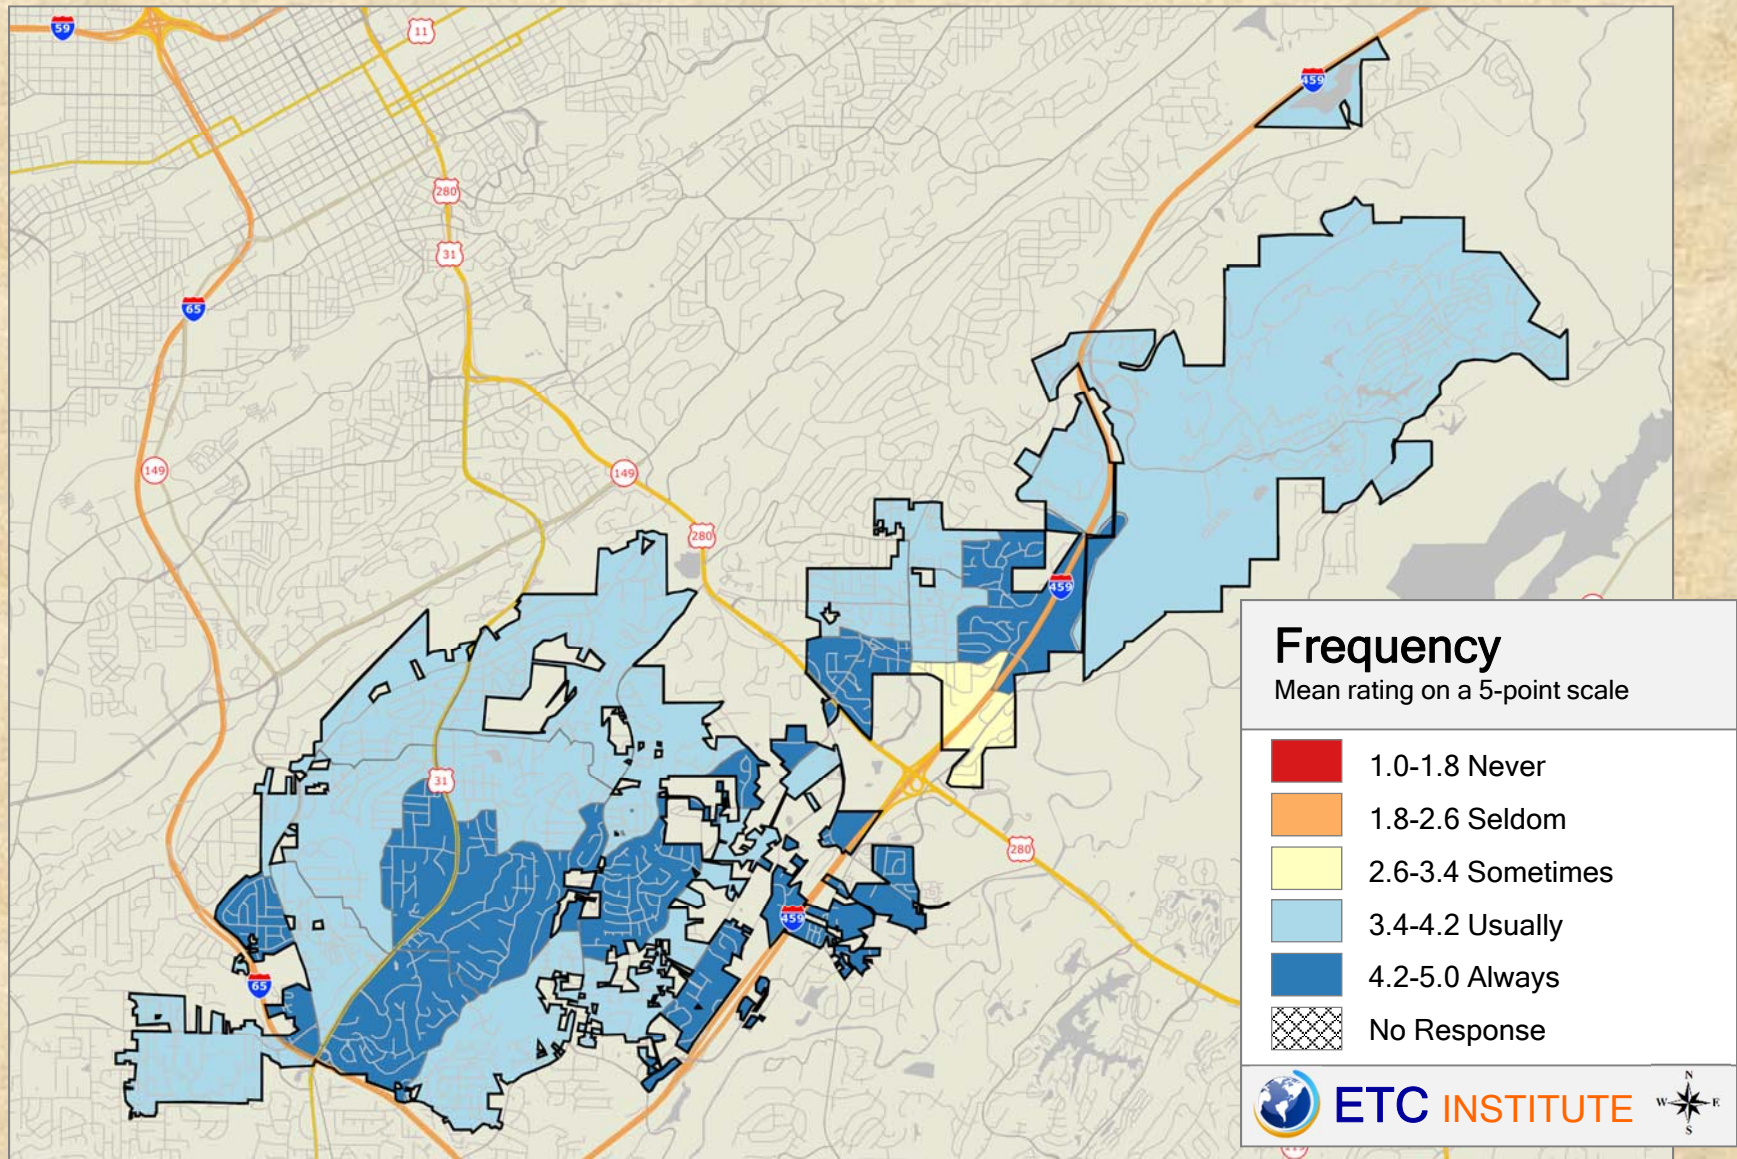 59
11
459
280
31
65
149
149
280
459
31
280
459
65
Frequency
Mean rating on a 5-point scale
1.0-1.8 Never
1.8-2.6 Seldom
2.6-3.4 Sometimes
3.4-4.2 Usually
4.2-5.0 Always
No Response
ETC INSTITUTE
N
W E
S